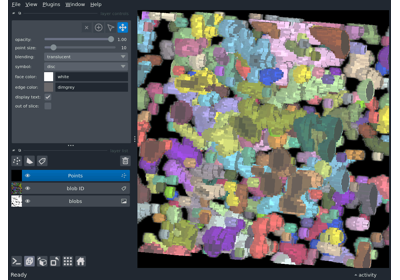 File View Plugins Window Help
opacity: 1.00
point size: 10
blending: translucent
symbol: disc
face color: white
edge color: dimgrey
display text:
out of slice:
Points
blob ID
blobs
Ready
activity